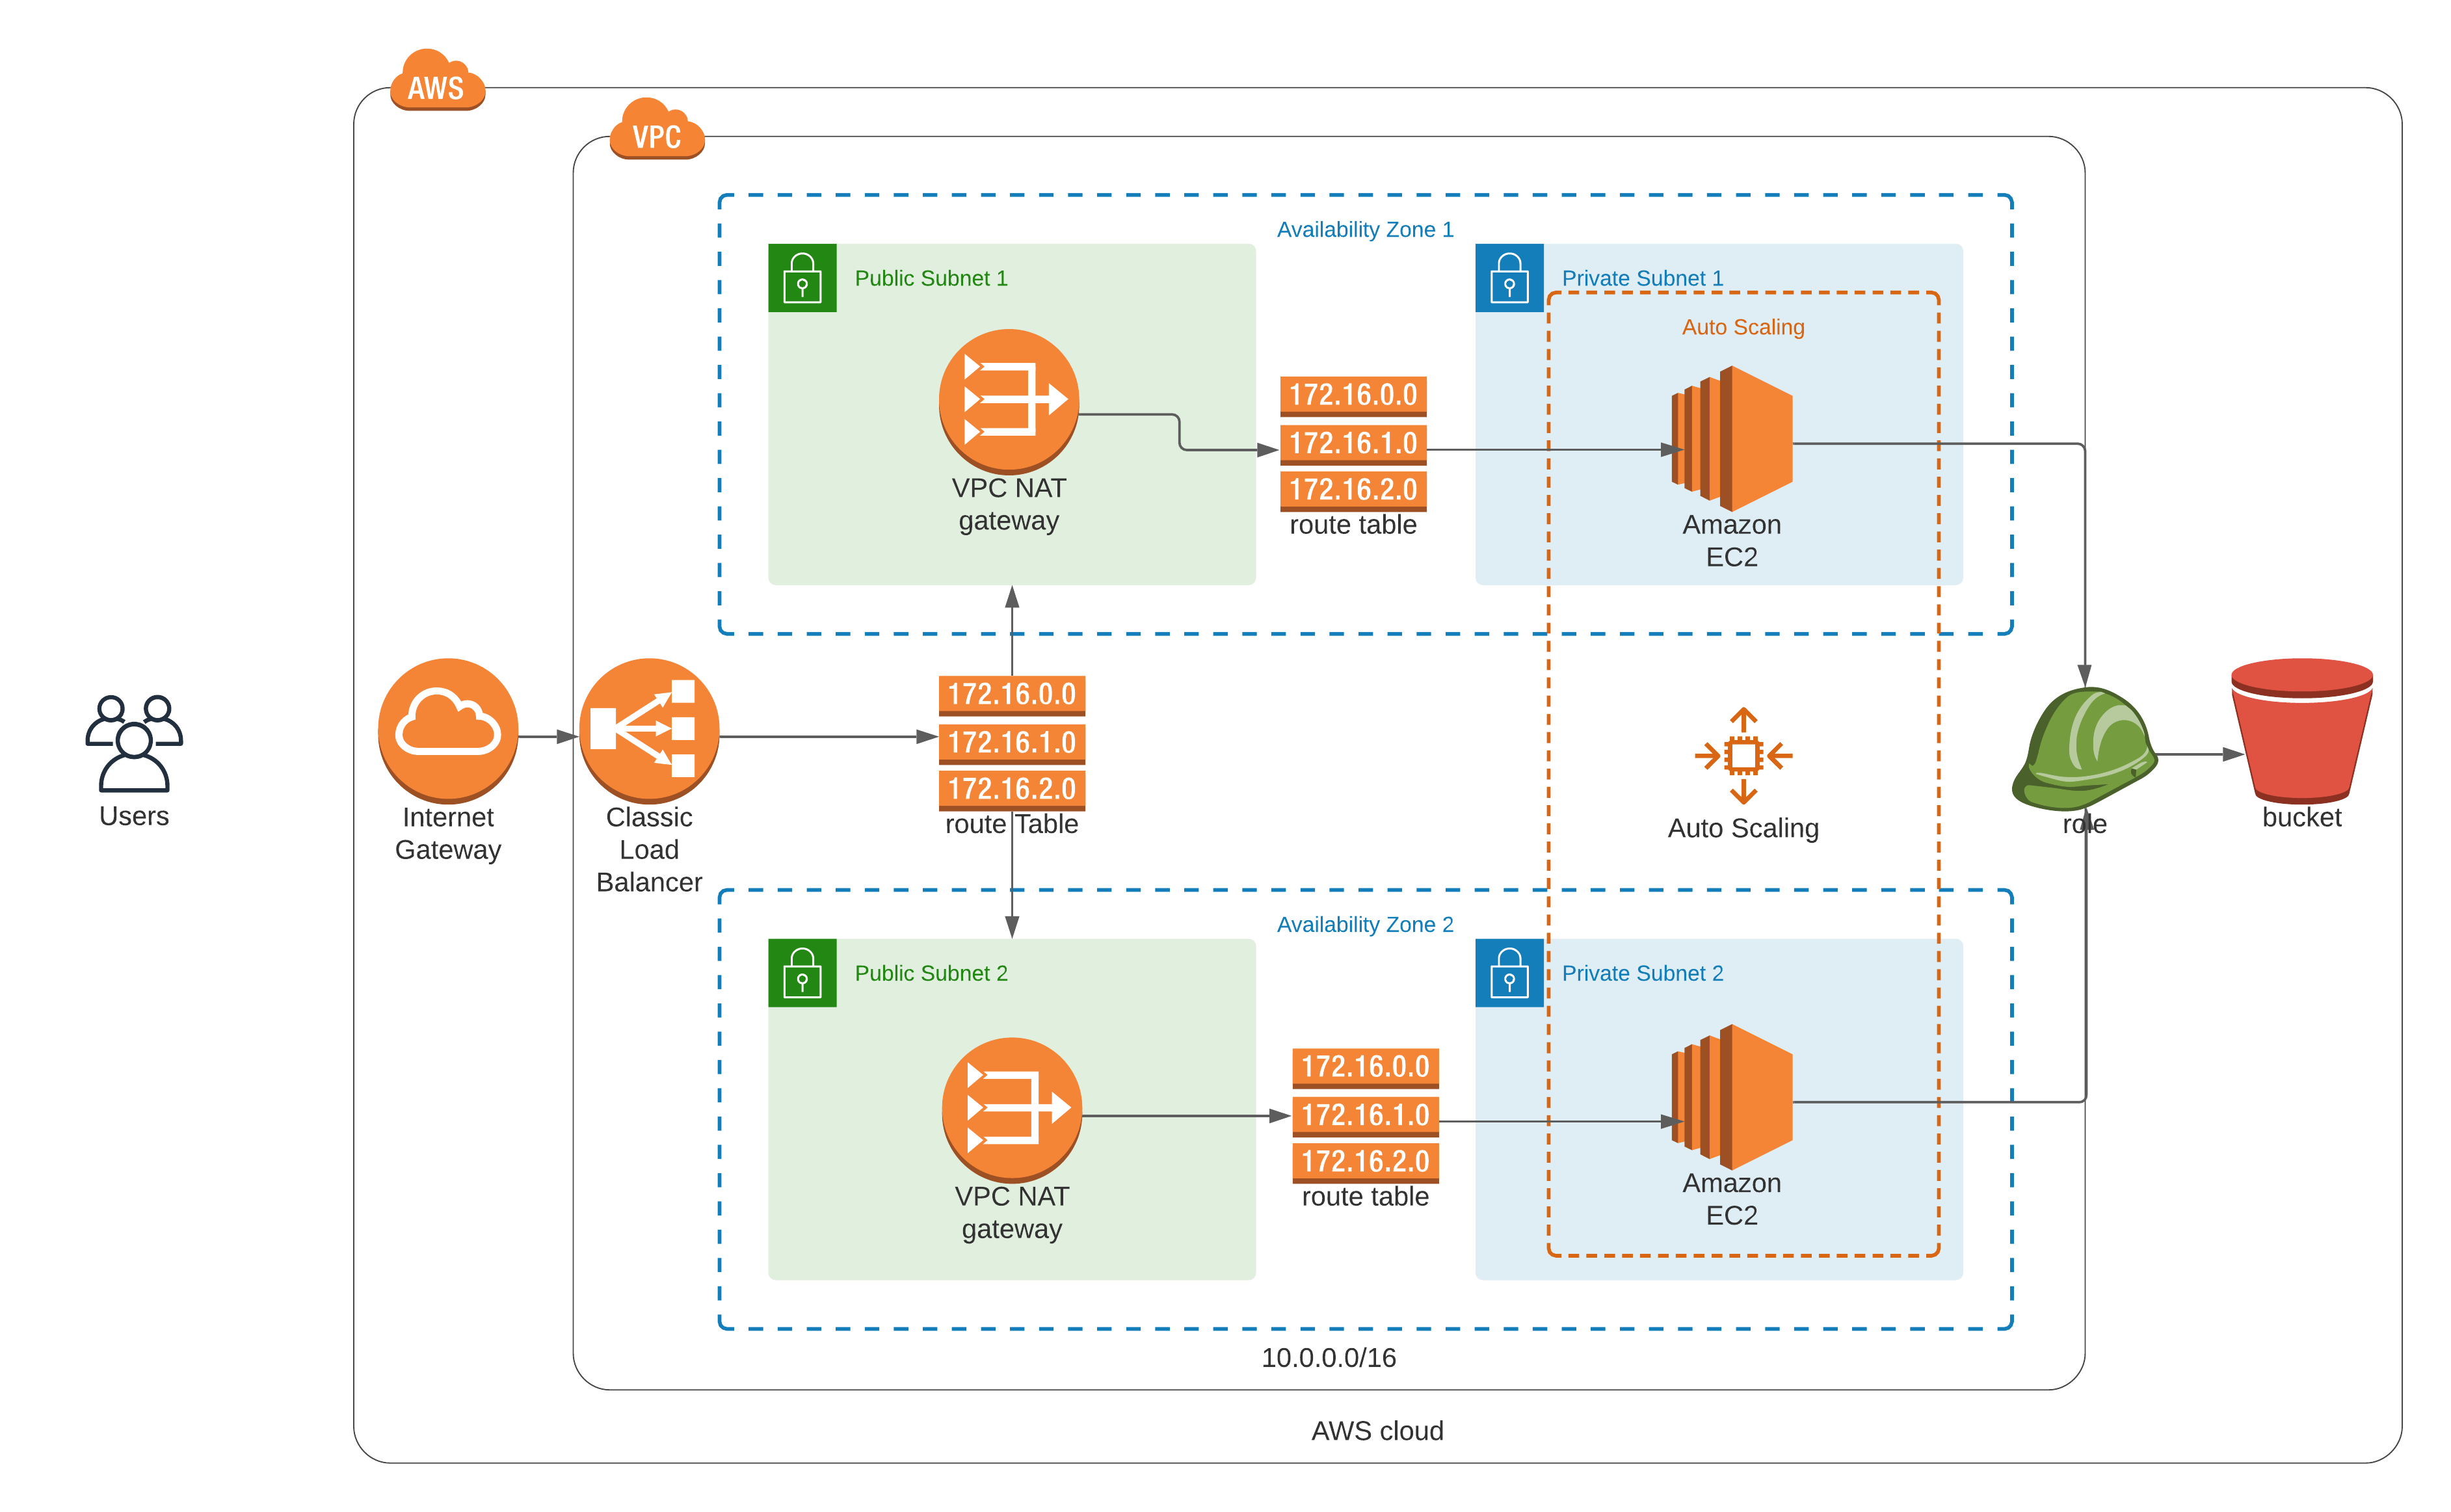 AWS
VPC
Availability Zone 1
Public Subnet 1
Private Subnet 1
Auto Scaling
VPC NAT
gateway
172.16.0.0
172.16.1.0
172.16.2.0
route table
Amazon
EC2
Users
Internet
Gateway
Classic
Load
Balancer
172.16.0.0
172.16.1.0
172.16.2.0
route Table
Auto Scaling
role
bucket
Availability Zone 2
Public Subnet 2
Private Subnet 2
VPC NAT
gateway
172.16.0.0
172.16.1.0
172.16.2.0
route table
Amazon
EC2
10.0.0.0/16
AWS cloud